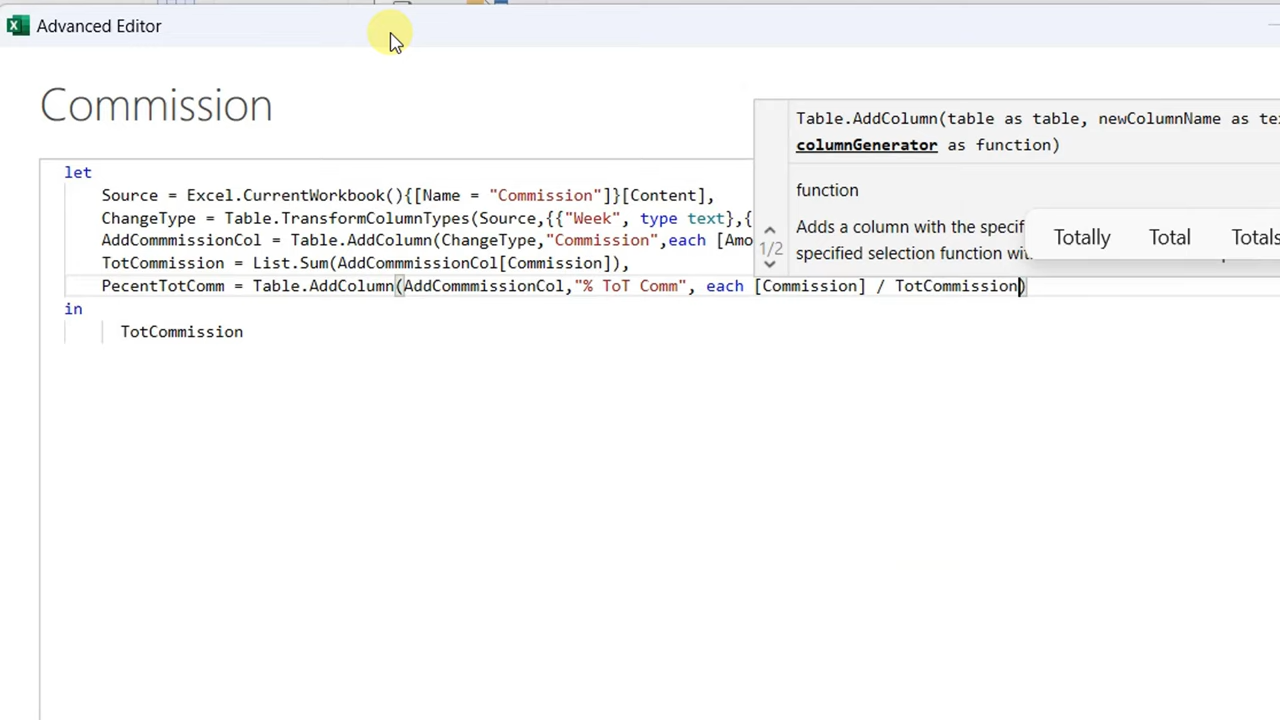 Advanced Editor
Commission
Table.AddColumn(table as table, newColumnName as
columnGenerator as function)
function
Adds a column with the
specified selection function
1/2
Totally Total Totals
let
Source = Excel.CurrentWorkbook(){[Name = "Commission"]}[Content],
ChangeType = Table.TransformColumnTypes(Source,{{"Week", type text},{
AddCommmissionCol = Table.AddColumn(ChangeType,"Commission",each [Amo
TotCommission = List.Sum(AddCommmissionCol[Commission]),
PecentTotComm = Table.AddColumn(AddCommmissionCol,"% ToT Comm", each [Commission] / TotCommission)
in
TotCommission